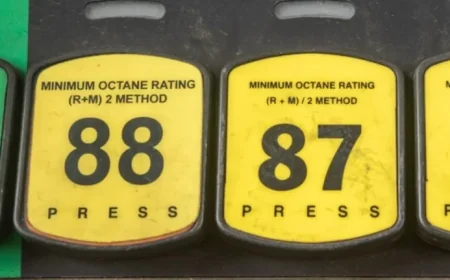 MINIMUM OCTANE RATING
(R+M) 2 METHOD
88
PRESS
MINIMUM OCTANE RATING
(R + M) / 2 METHOD
87
PRESS